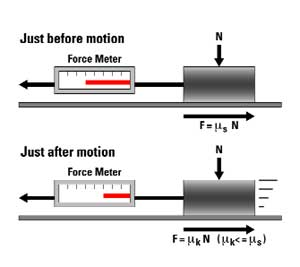 Just before motion
Force Meter
N
F = μs N
Just after motion
Force Meter
N
F = μk N (μk <= μs)